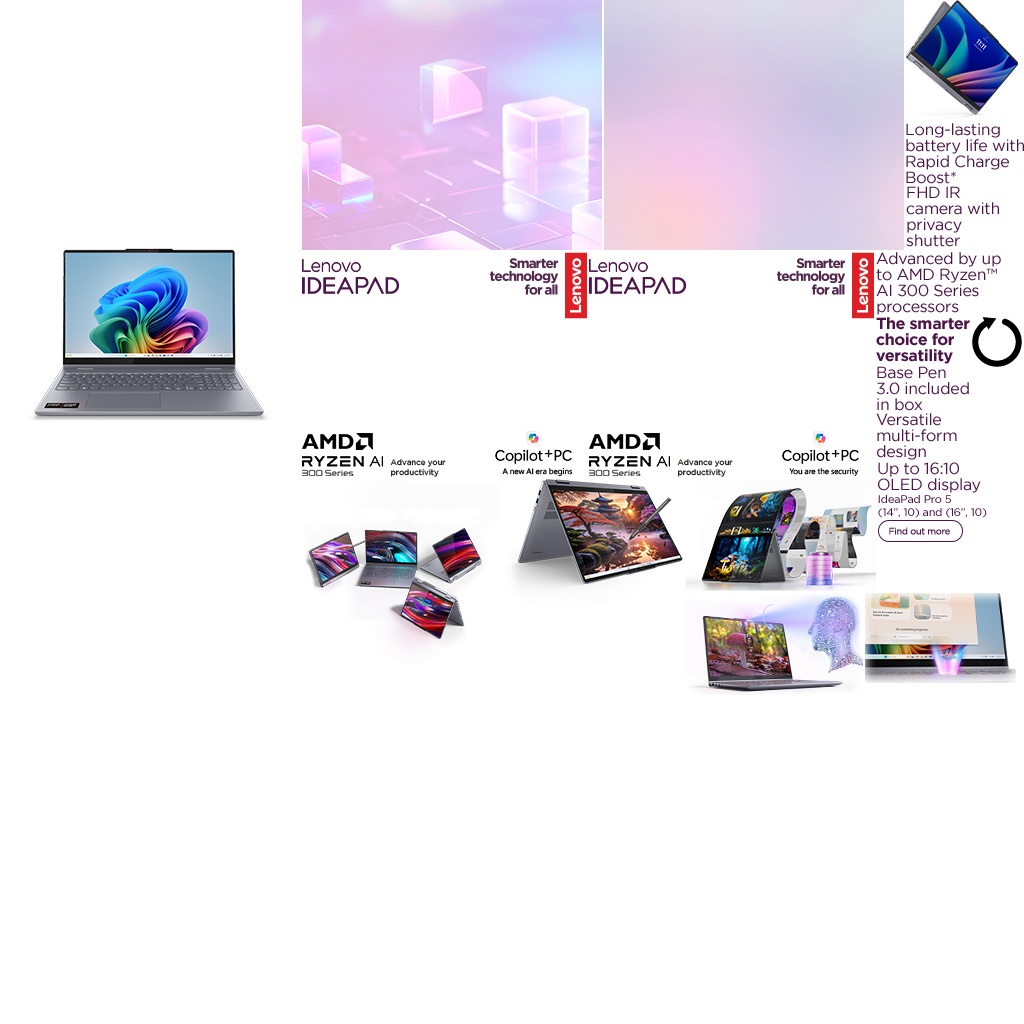 11:11
Long-lasting
battery life with
Rapid Charge
Boost*
FHD IR
camera with
privacy
shutter
Lenovo
IDEAPAD
Smarter
technology
for all
Lenovo
Lenovo
IDEAPAD
Smarter
technology
for all
Lenovo
Advanced by up
to AMD Ryzen™
AI 300 Series
processors
The smarter
choice for
versatility
Base Pen
3.0 included
in box
Versatile
multi-form
design
Up to 16:10
OLED display
IdeaPad Pro 5
(14”, 10) and (16”, 10)
Find out more
AMD
RYZEN AI
300 Series
Advance your
productivity
Copilot+PC
A new AI era begins
AMD
RYZEN AI
300 Series
Advance your
productivity
Copilot+PC
You are the security